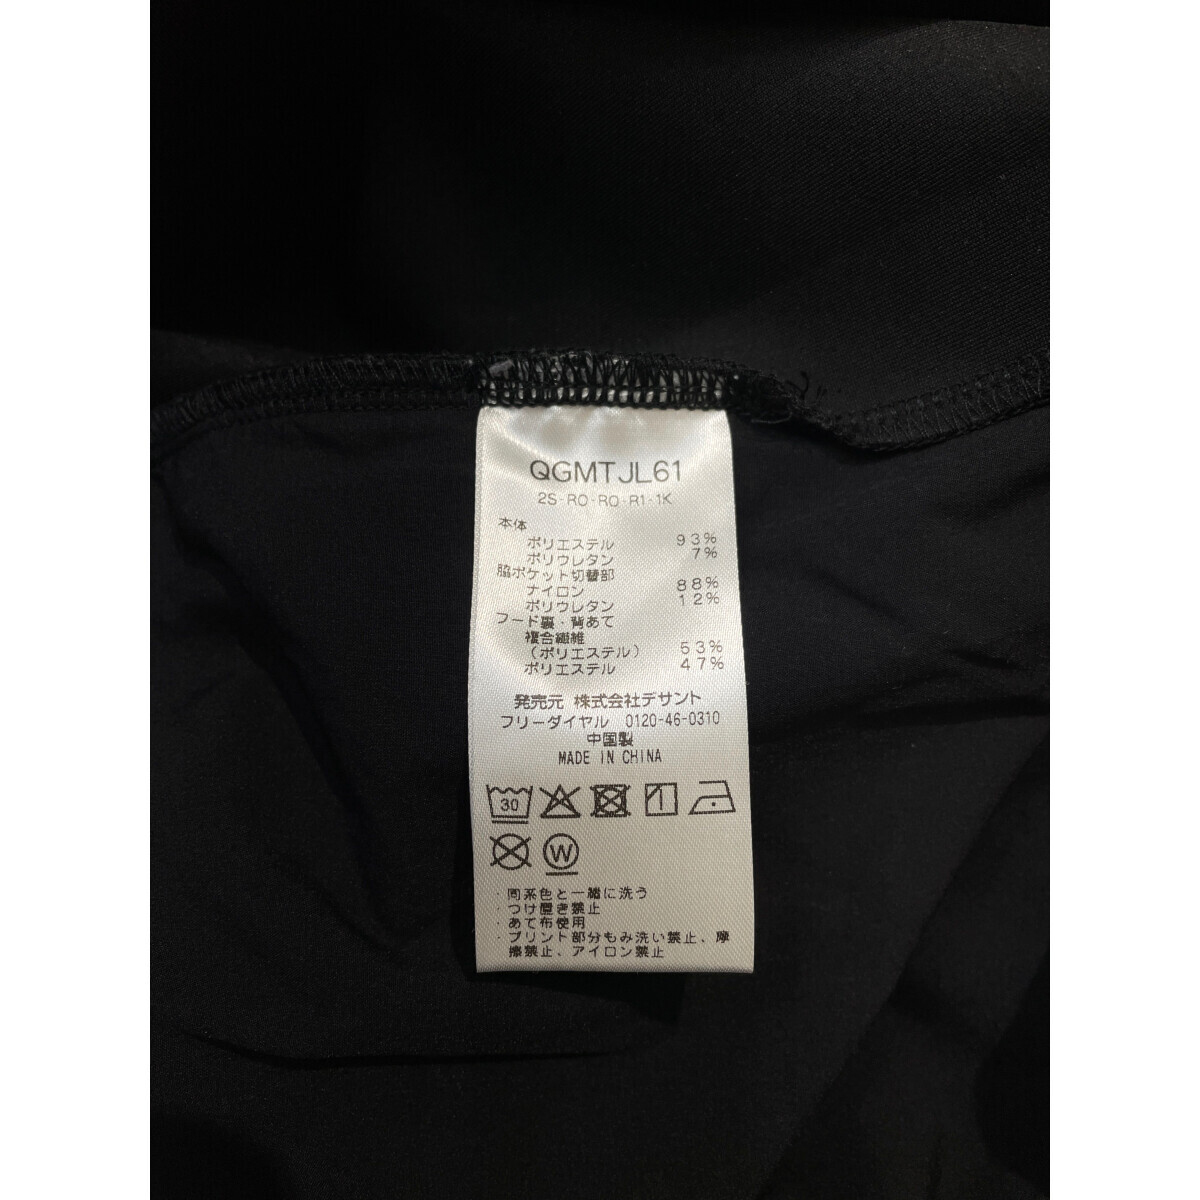 QGMTJL61
2S-R0-R0-R1-1K
本体
ポリエステル 93%
ポリウレタン 7%
脇ポケット切替部
ナイロン 88%
ポリウレタン 12%
フード裏・背あて
複合繊維
(ポリエステル) 53%
ポリエステル 47%
発売元 株式会社デサント
フリーダイヤル 0120-46-0310
中国製
MADE IN CHINA
30
W
・同系色と一緒に洗う
・つけ置き禁止
・あて布使用
・プリント部分もみ洗い禁止、摩
擦禁止、アイロン禁止